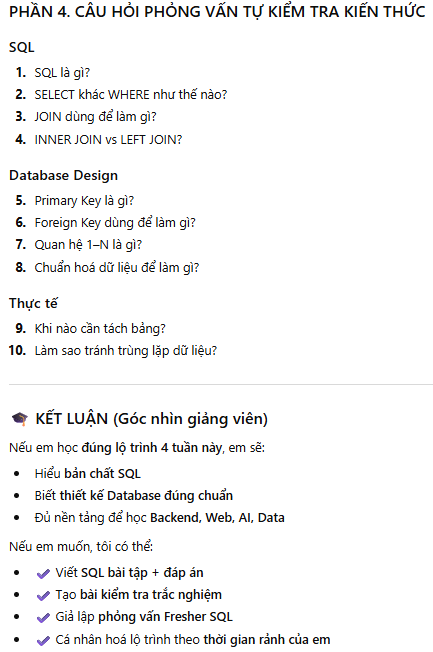 PHẦN 4. CÂU HỎI PHỎNG VẤN TỰ KIỂM TRA KIẾN THỨC
SQL
1. SQL là gì?
2. SELECT khác WHERE như thế nào?
3. JOIN dùng để làm gì?
4. INNER JOIN vs LEFT JOIN?
Database Design
5. Primary Key là gì?
6. Foreign Key dùng để làm gì?
7. Quan hệ 1–N là gì?
8. Chuẩn hoá dữ liệu để làm gì?
Thực tế
9. Khi nào cần tách bảng?
10. Làm sao tránh trùng lặp dữ liệu?
🎓 KẾT LUẬN (Góc nhìn giảng viên)
Nếu em học đúng lộ trình 4 tuần này, em sẽ:
• Hiểu bản chất SQL
• Biết thiết kế Database đúng chuẩn
• Đủ nền tảng để học Backend, Web, AI, Data
Nếu em muốn, tôi có thể:
• ✔ Viết SQL bài tập + đáp án
• ✔ Tạo bài kiểm tra trắc nghiệm
• ✔ Giả lập phỏng vấn Fresher SQL
• ✔ Cá nhân hoá lộ trình theo thời gian rảnh của em